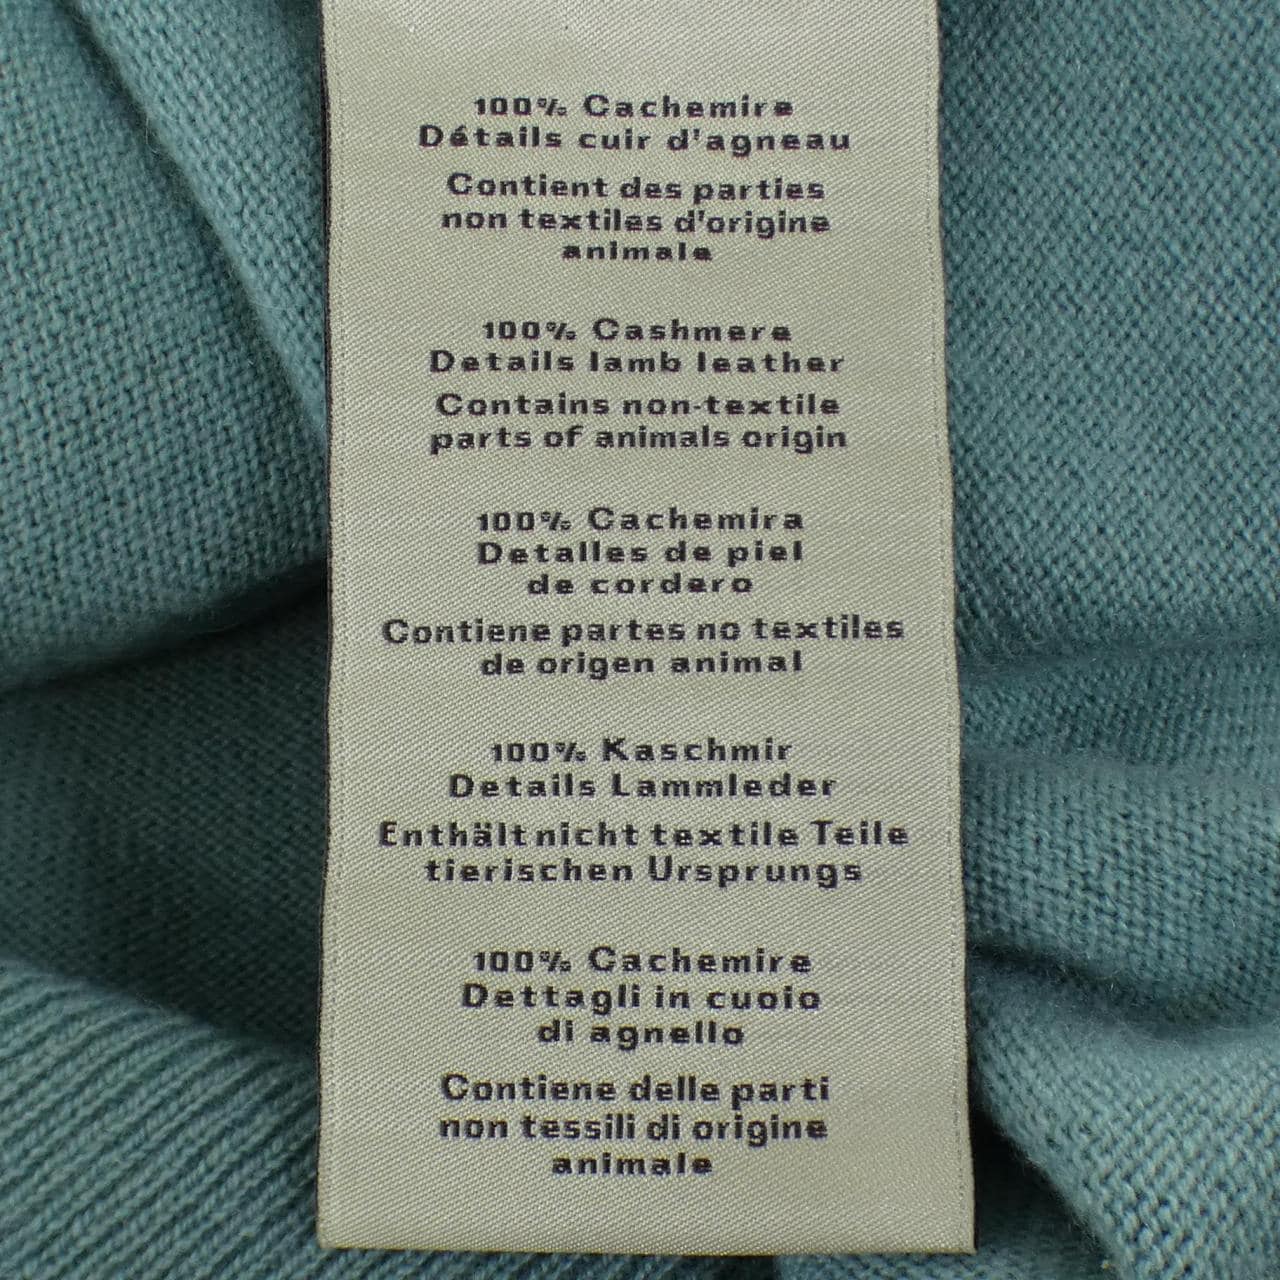 100% Cachemire
Détails cuir d'agneau
Contient des parties
non textiles d'origine
animale
100% Cashmere
Details lamb leather
Contains non-textile
parts of animals origin
100% Cachemira
Detalles de piel
de cordero
Contiene partes no textiles
de origen animal
100% Kaschmir
Details Lammleder
Enthält nicht textile Teile
tierischen Ursprungs
100% Cachemire
Dettagli in cuoio
di agnello
Contiene delle parti
non tessili di origine
animale